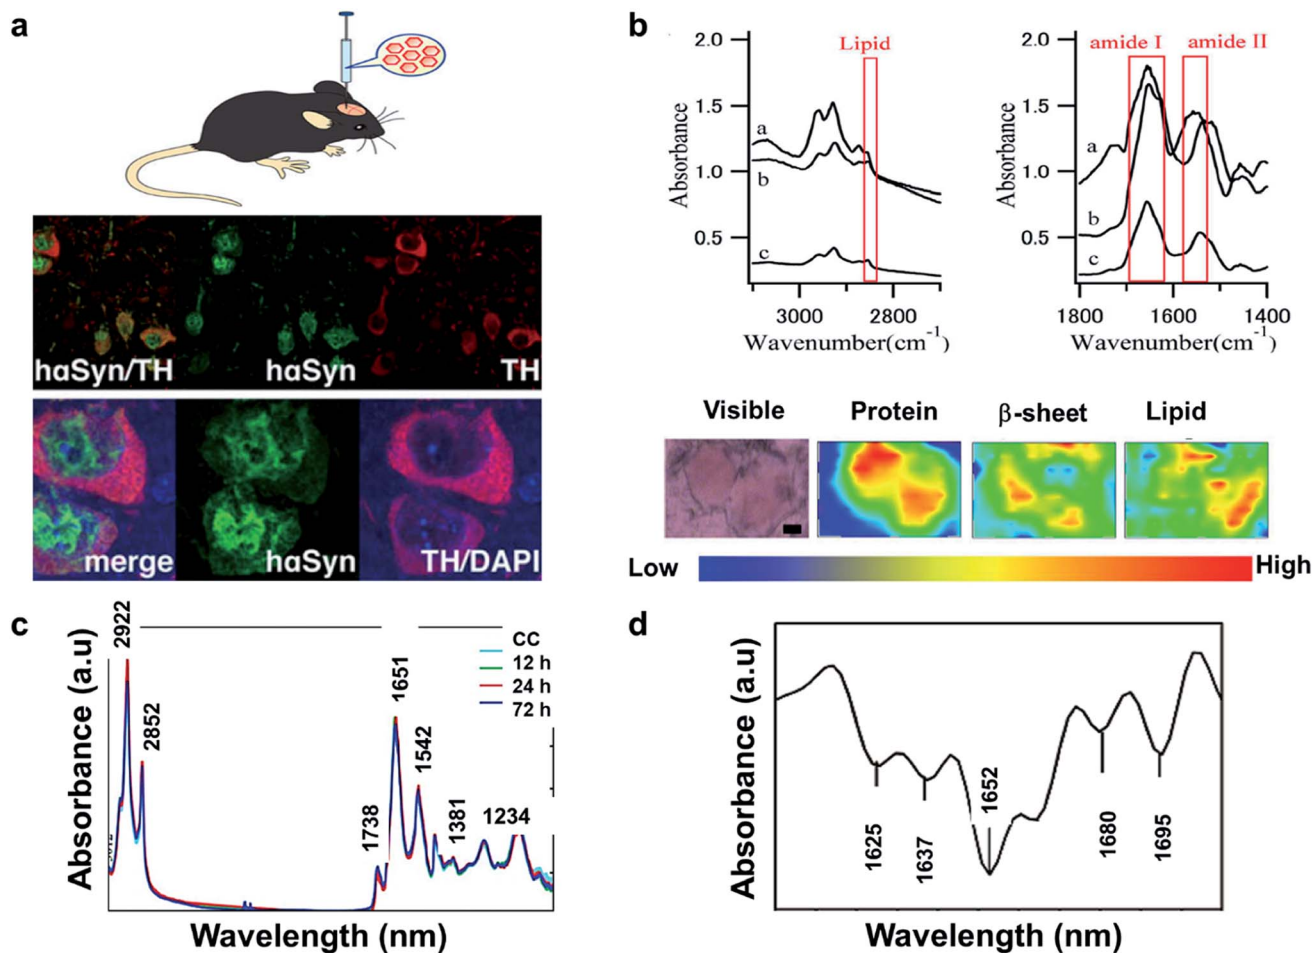 a
haSyn/TH
haSyn
TH
merge
haSyn
TH/DAPI
b
2.0
1.5
1.0
0.5
Absorbance
Lipid
a
b
c
3000
2800
Wavenumber(cm-1)
2.0
1.5
1.0
0.5
Absorbance
amide I
amide II
a
b
c
1800
1600
1400
Wavenumber(cm-1)
Visible
Protein
β-sheet
Lipid
Low
High
c
Absorbance (a.u)
2922
2852
1738
1651
1542
1381
1234
CC
12 h
24 h
72 h
Wavelength (nm)
d
Absorbance (a.u)
1625
1637
1652
1680
1695
Wavelength (nm)